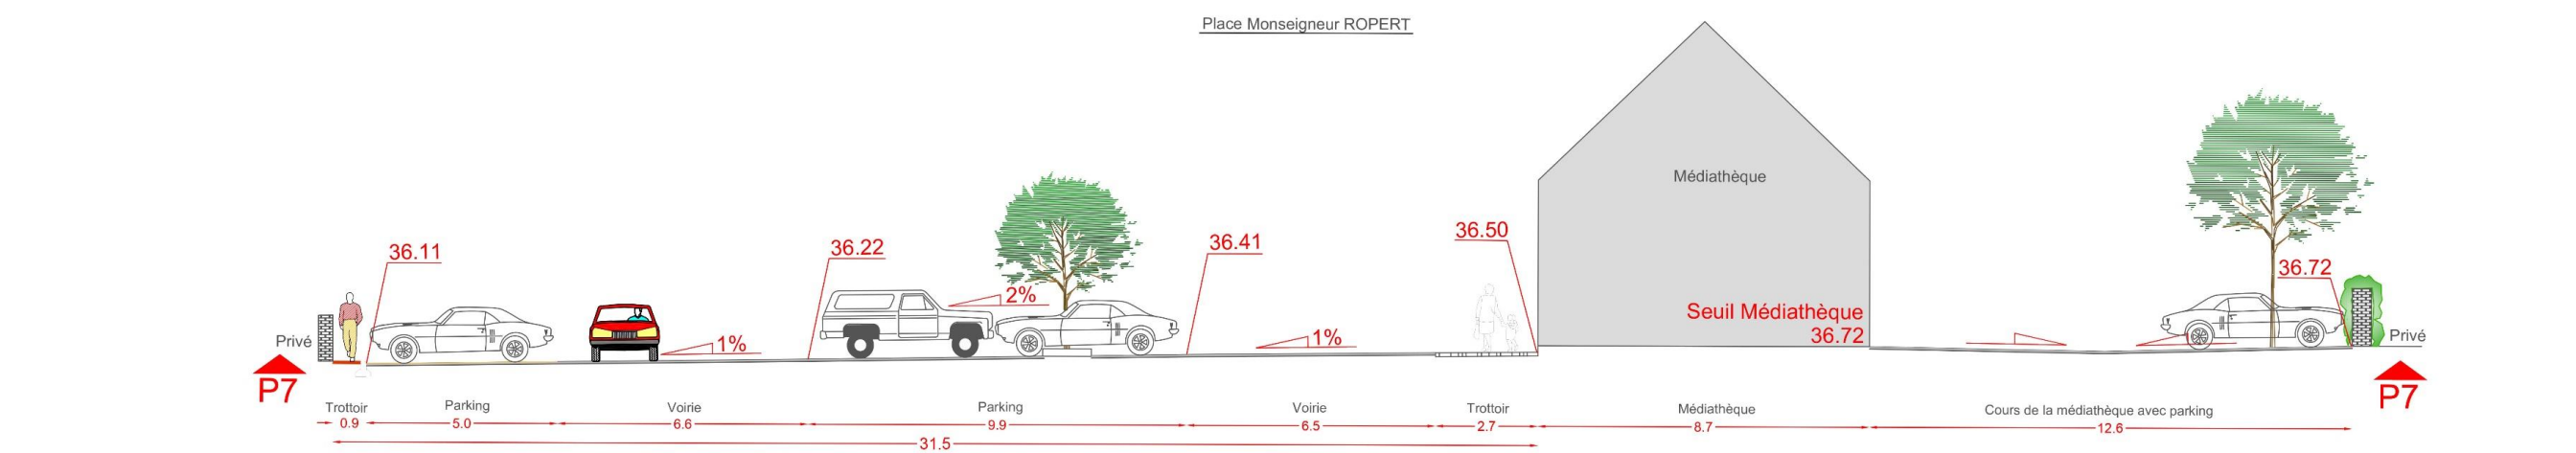 Place Monseigneur ROPERT
Médiathèque
36.50
36.11
36.22
36.41
36.72
2%
Seuil Médiathèque
36.72
Privé
1%
1%
Privé
P7
P7
Trottoir
Parking
Voirie
Parking
Voirie
Trottoir
Médiathèque
Cours de la médiathèque avec parking
0.9
5.0
6.6
9.9
6.5
2.7
8.7
12.6
31.5